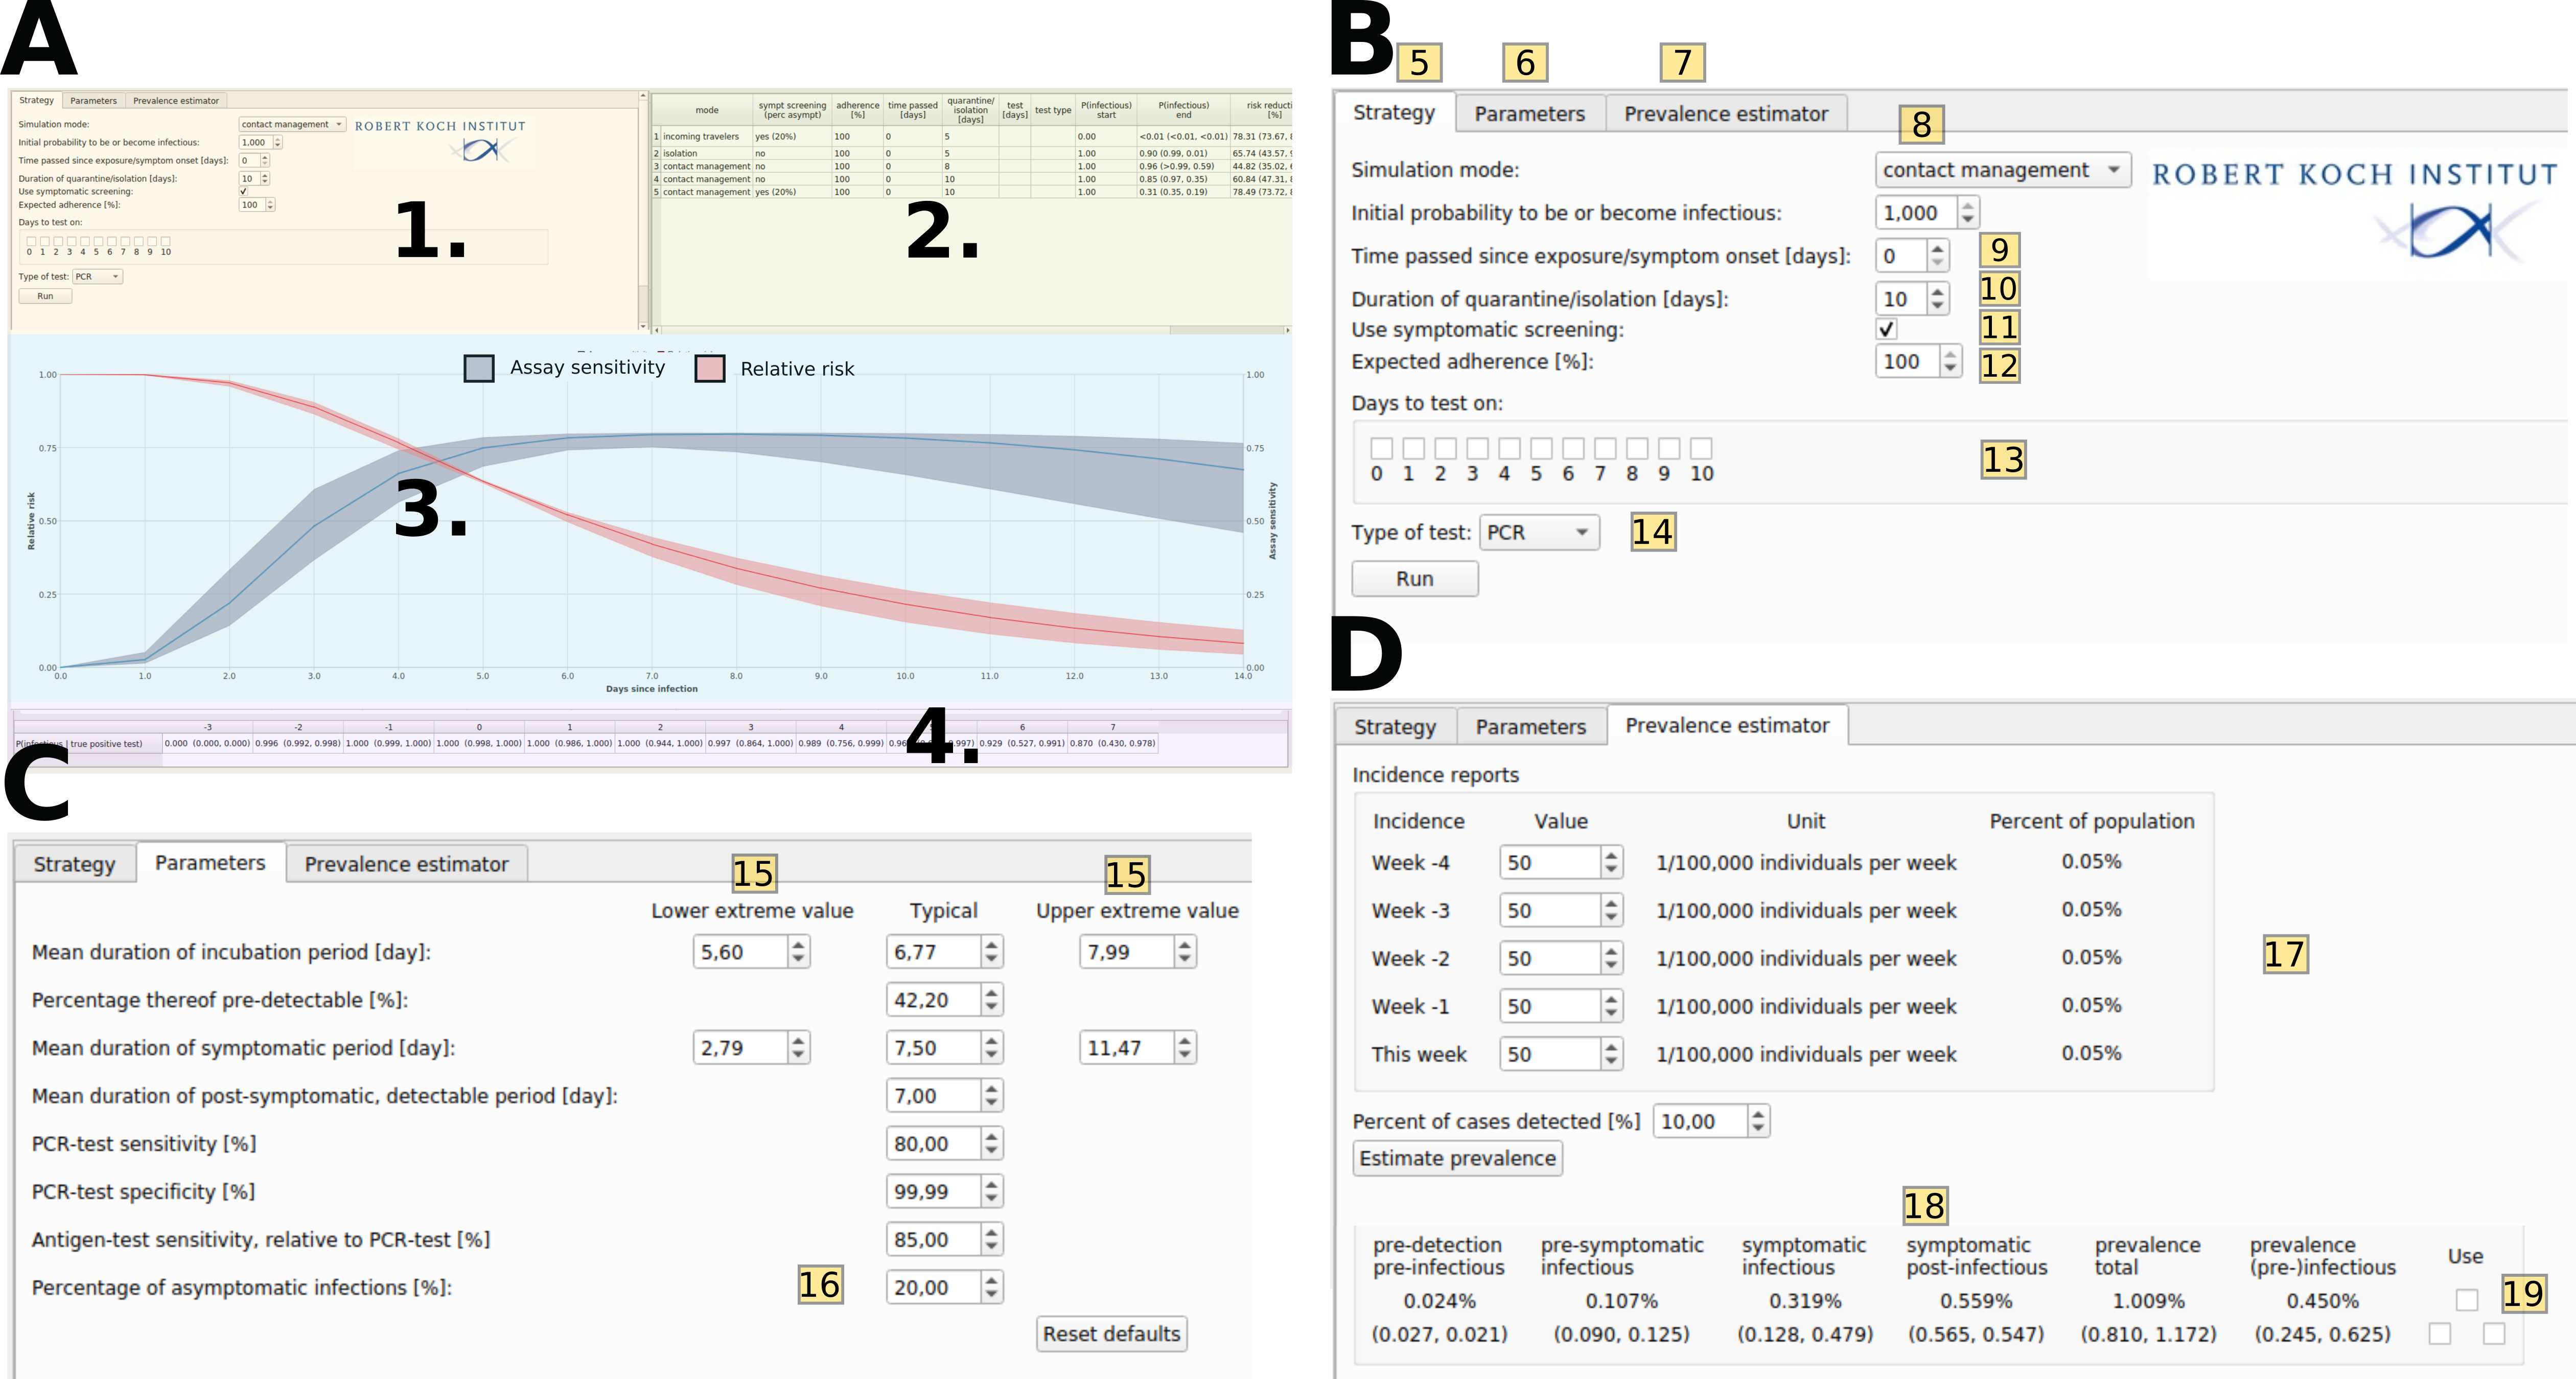 A
Strategy Parameters Prevalence estimator
Simulation mode: contact management
ROBERT KOCH INSTITUT
Initial probability to be or become infectious: 1,000
Time passed since exposure/symptom onset [days]: 0
Duration of quarantine/isolation [days]: 10
Use symptomatic screening:
Expected adherence [%]: 100
Days to test on:
0 1 2 3 4 5 6 7 8 9 10
Type of test: PCR
Run
1.
mode sympt screening (perc asympt) adherence [%] time passed [days] quarantine/ isolation [days] test [days] test type P(infectious) start P(infectious) end risk reducti [%]
1 incoming travelers yes (20%) 100 0 5 0.00 <0.01 (<0.01, <0.01) 78.31 (73.67,
2 isolation no 100 0 5 1.00 0.90 (0.99, 0.01) 65.74 (43.57,
3 contact management no 100 0 8 1.00 0.96 (>0.99, 0.59) 44.82 (35.02,
4 contact management no 100 0 10 1.00 0.85 (0.97, 0.35) 60.84 (47.31,
5 contact management yes (20%) 100 0 10 1.00 0.31 (0.35, 0.19) 78.49 (73.72,
2.
Assay sensitivity Relative risk
1.00 1.00
0.75 0.75
0.50 0.50
0.25 0.25
0.00 0.00
Relative risk
Assay sensitivity
3.
0.0 1.0 2.0 3.0 4.0 5.0 6.0 7.0 8.0 9.0 10.0 11.0 12.0 13.0 14.0
Days since infection
-3 -2 -1 0 1 2 3 4 6 7
P(infectious | true positive test) 0.000 (0.000, 0.000) 0.996 (0.992, 0.998) 1.000 (0.999, 1.000) 1.000 (0.998, 1.000) 1.000 (0.986, 1.000) 1.000 (0.944, 1.000) 0.997 (0.864, 1.000) 0.989 (0.756, 0.999) 0.929 (0.527, 0.991) 0.870 (0.430, 0.978)
4.
B
5 6 7
Strategy Parameters Prevalence estimator
8
Simulation mode: contact management
ROBERT KOCH INSTITUT
Initial probability to be or become infectious: 1,000
Time passed since exposure/symptom onset [days]: 0 9
Duration of quarantine/isolation [days]: 10 10
Use symptomatic screening: 11
Expected adherence [%]: 100 12
Days to test on:
13
0 1 2 3 4 5 6 7 8 9 10
Type of test: PCR 14
Run
C
Strategy Parameters Prevalence estimator
15 15
Lower extreme value Typical Upper extreme value
Mean duration of incubation period [day]: 5,60 6,77 7,99
Percentage thereof pre-detectable [%]: 42,20
Mean duration of symptomatic period [day]: 2,79 7,50 11,47
Mean duration of post-symptomatic, detectable period [day]: 7,00
PCR-test sensitivity [%] 80,00
PCR-test specificity [%] 99,99
Antigen-test sensitivity, relative to PCR-test [%] 85,00
Percentage of asymptomatic infections [%]: 16 20,00
Reset defaults
D
Strategy Parameters Prevalence estimator
Incidence reports
Incidence Value Unit Percent of population
Week -4 50 1/100,000 individuals per week 0.05%
Week -3 50 1/100,000 individuals per week 0.05%
Week -2 50 1/100,000 individuals per week 0.05%
17
Week -1 50 1/100,000 individuals per week 0.05%
This week 50 1/100,000 individuals per week 0.05%
Percent of cases detected [%] 10,00
Estimate prevalence
18
pre-detection pre-symptomatic symptomatic symptomatic prevalence prevalence Use
pre-infectious infectious infectious post-infectious total (pre-)infectious
0.024% 0.107% 0.319% 0.559% 1.009% 0.450% 19
(0.027, 0.021) (0.090, 0.125) (0.128, 0.479) (0.565, 0.547) (0.810, 1.172) (0.245, 0.625)